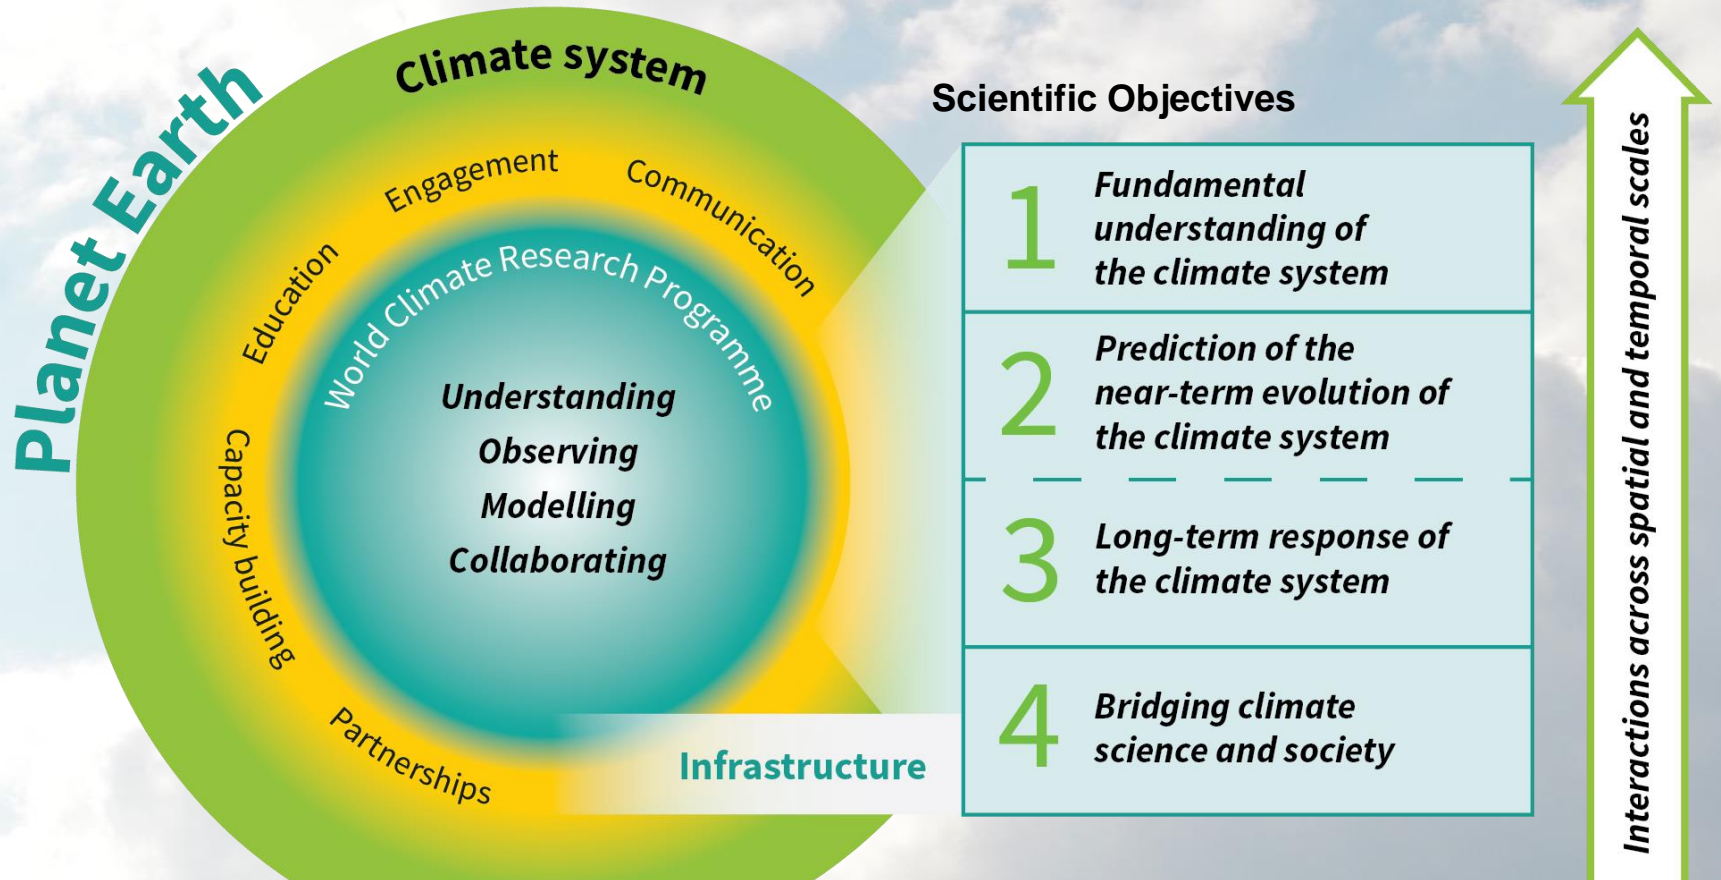 Planet Earth
Climate system
Engagement
Communication
Education
Capacity building
Partnerships
World Climate Research Programme
Understanding
Observing
Modelling
Collaborating
Infrastructure
Scientific Objectives
1
Fundamental
understanding of
the climate system
2
Prediction of the
near-term evolution of
the climate system
3
Long-term response of
the climate system
4
Bridging climate
science and society
Interactions across spatial and temporal scales